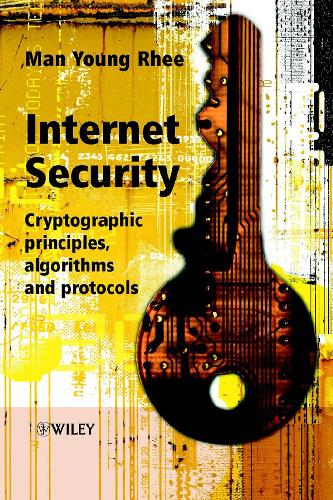 Man Young Rhee
Internet
Security
Cryptographic
principles,
algorithms
and protocols
WILEY